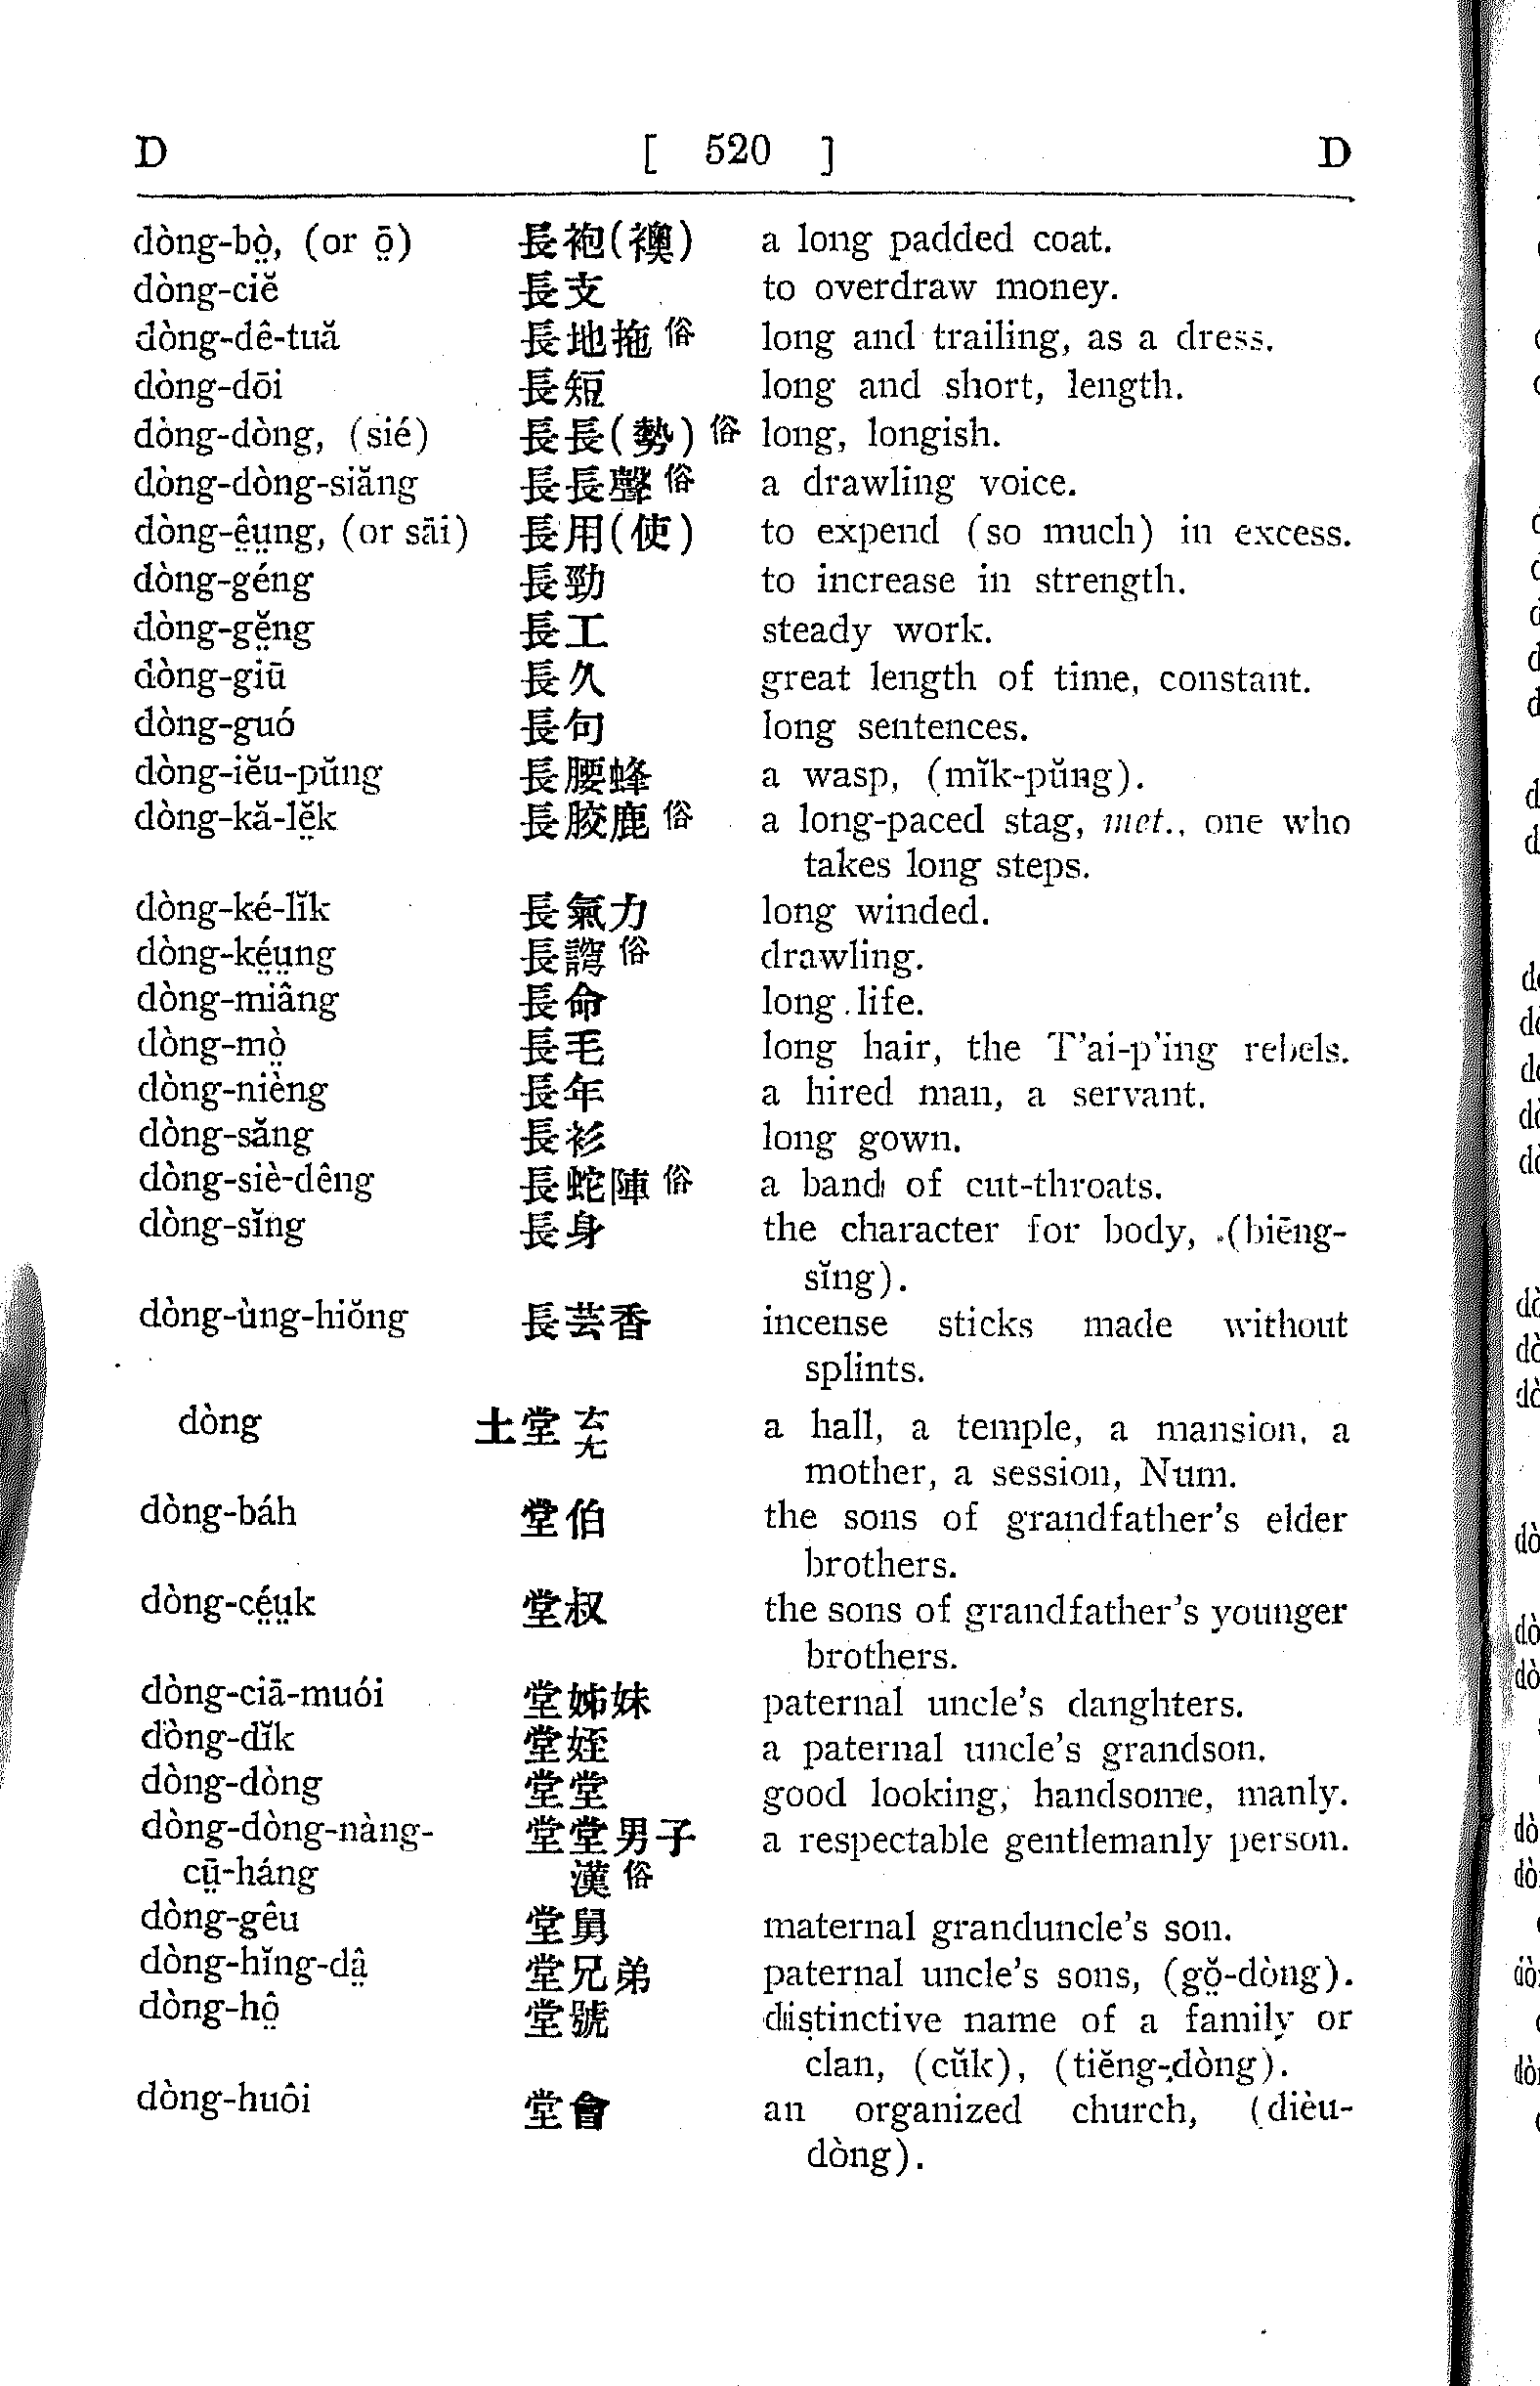 D [ 520 ] D
dòng-bò̤, (or ō̤) 長袍(襖) a long padded coat.
dòng-ciĕ 長支 to overdraw money.
dòng-dê-tuă 長地拖俗 long and trailing, as a dress.
dòng-dōi 長短 long and short, length.
dòng-dòng, (sié) 長長(勢)俗 long, longish.
dòng-dòng-siăng 長長聲俗 a drawling voice.
dòng-ê̤ṳng, (or sāi) 長用(使) to expend (so much) in excess.
dòng-géng 長勁 to increase in strength.
dòng-gĕ̤ng 長工 steady work.
dòng-giū 長久 great length of time, constant.
dòng-guó 長句 long sentences.
dòng-iĕu-pŭng 長腰蜂 a wasp, (mĭk-pŭng).
dòng-kă-lĕ̤k 長骹鹿俗 a long-paced stag, met., one who
takes long steps.
dòng-ké-lĭk 長氣力 long winded.
dòng-ké̤ṳng 長俗 drawling.
dòng-miâng 長命 long life.
dòng-mò̤ 長毛 long hair, the T'ai-p'ing rebels.
dòng-nièng 長年 a hired man, a servant.
dòng-săng 長衫 long gown.
dòng-siè-dêng 長蛇陣俗 a band of cut-throats.
dòng-sĭng 長身 the character for body, (biēng-
sĭng).
dòng-ùng-hiŏng 長芸香 incense sticks made without
splints.
dòng 土堂 a hall, a temple, a mansion, a
mother, a session, Num.
dòng-báh 堂伯 the sons of grandfather's elder
brothers.
dòng-cé̤ṳk 堂叔 the sons of grandfather's younger
brothers.
dòng-ciā-muói 堂姊妹 paternal uncle's danghters.
dòng-dĭk 堂姪 a paternal uncle's grandson.
dòng-dòng 堂堂 good looking, handsome, manly.
dòng-dòng-nàng- 堂堂男子 a respectable gentlemanly person.
cṳ̄-háng 漢俗
dòng-gêu 堂舅 maternal granduncle's son.
dòng-hĭng-dâ̤ 堂兄弟 paternal uncle's sons, (gŏ̤-dòng).
dòng-hô̤ 堂號 distinctive name of a family or
clan, (cŭk), (tiĕng-dòng).
dòng-huôi 堂會 an organized church, (dièu-
dòng).